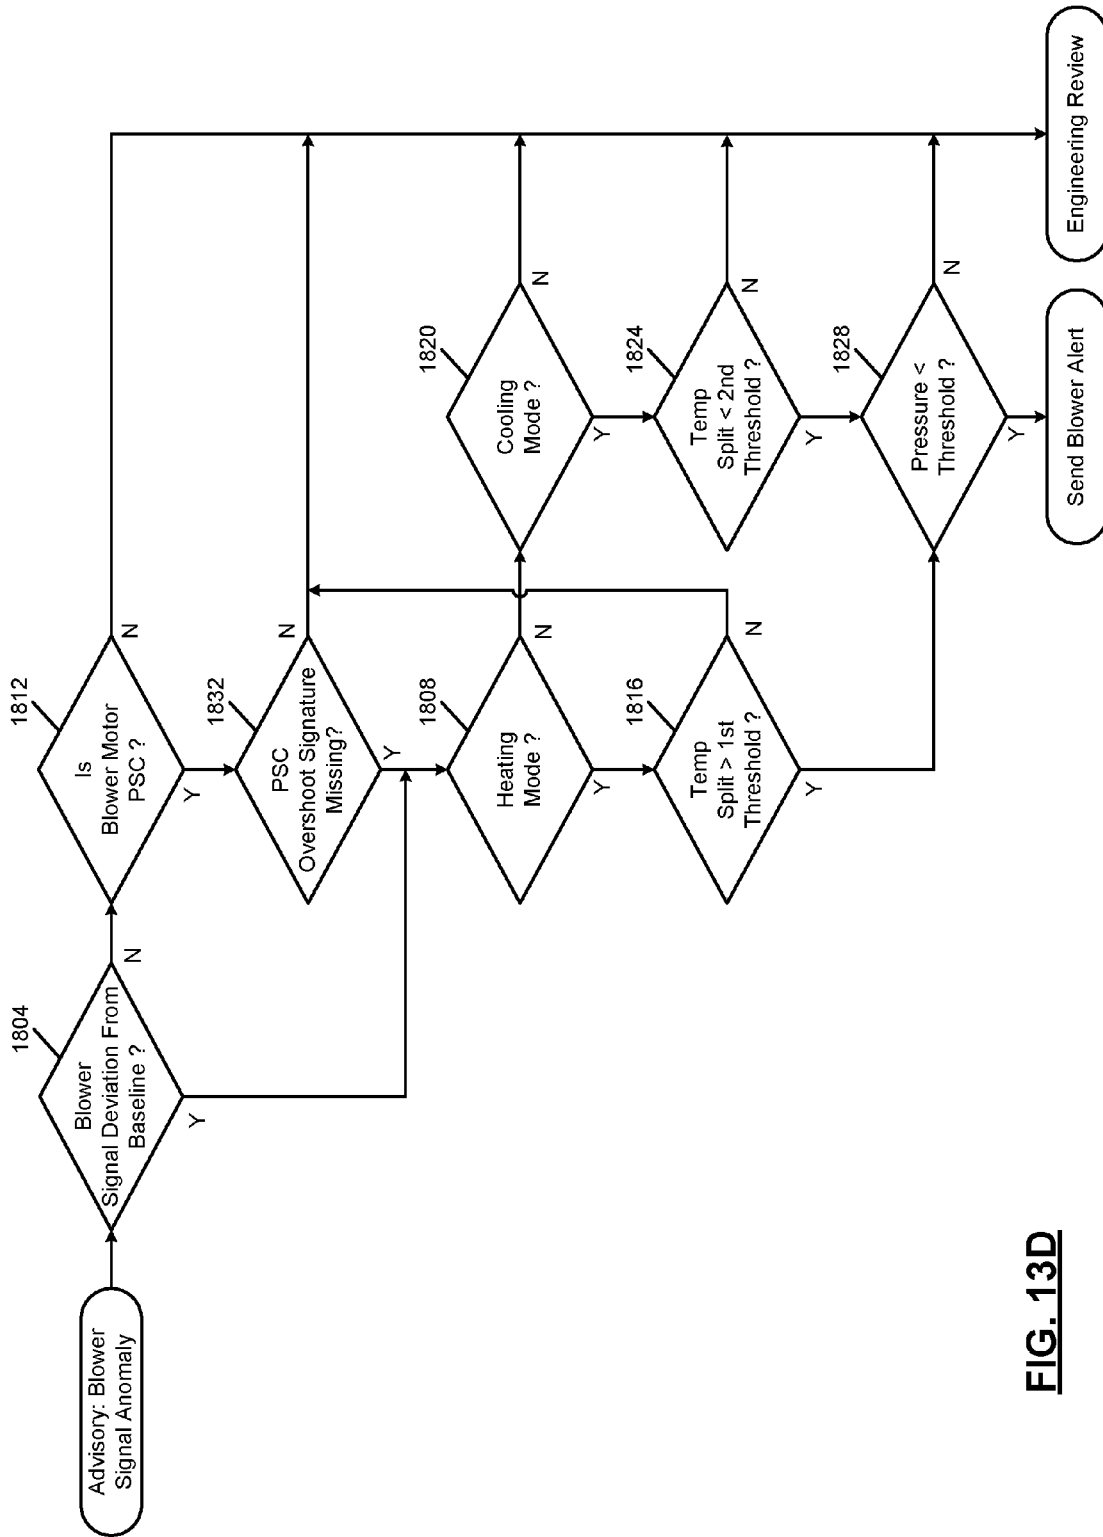 Advisory: Blower
Signal Anomaly
1804
Blower
Signal Deviation From
Baseline ?
N
Y
1812
Is
Blower Motor
PSC ?
N
Y
1832
PSC
Overshoot Signature
Missing?
N
Y
1808
Heating
Mode ?
N
Y
1820
Cooling
Mode ?
N
Y
1816
Temp
Split > 1st
Threshold ?
N
Y
1824
Temp
Split < 2nd
Threshold ?
N
Y
1828
Pressure <
Threshold ?
N
Y
Send Blower Alert
Engineering Review
FIG. 13D